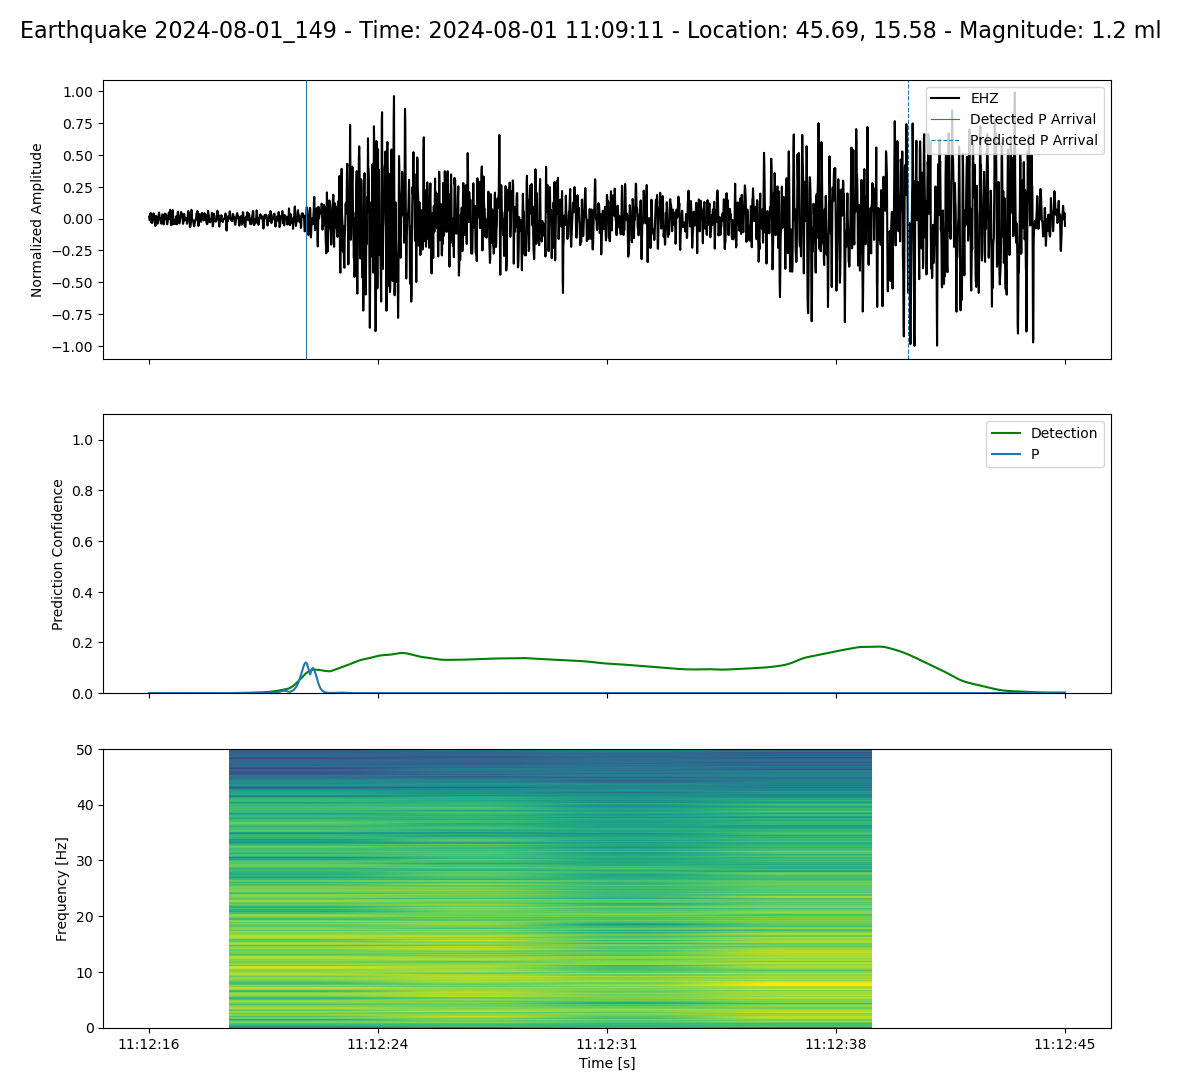 Earthquake 2024-08-01_149 - Time: 2024-08-01 11:09:11 - Location: 45.69, 15.58 - Magnitude: 1.2 ml
Normalized Amplitude
1.00
0.75
0.50
0.25
0.00
−0.25
−0.50
−0.75
−1.00
EHZ
Detected P Arrival
Predicted P Arrival
Prediction Confidence
1.0
0.8
0.6
0.4
0.2
0.0
Detection
P
Frequency [Hz]
50
40
30
20
10
0
11:12:16 11:12:24 11:12:31 11:12:38 11:12:45
Time [s]